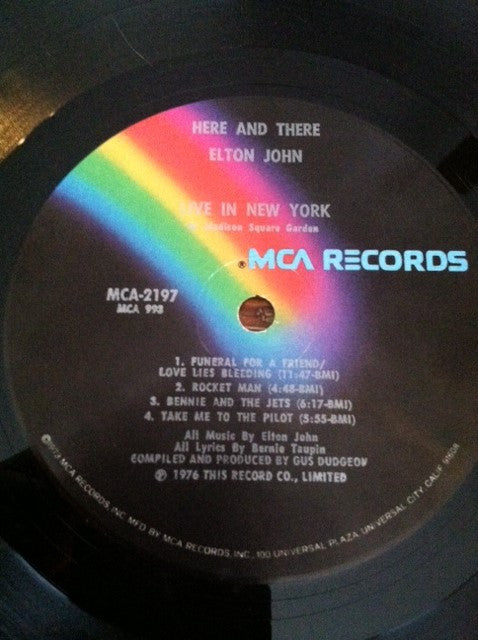 HERE AND THERE
ELTON JOHN
LIVE IN NEW YORK
At Madison Square Garden
®MCA RECORDS
MCA-2197
MCA 993
1. FUNERAL FOR A FRIEND/
LOVE LIES BLEEDING (11:47-BMI)
2. ROCKET MAN (4:48-BMI)
3. BENNIE AND THE JETS (6:17-BMI)
4. TAKE ME TO THE PILOT (5:55-BMI)
All Music By Elton John
All Lyrics By Bernie Taupin
COMPILED AND PRODUCED BY GUS DUDGEON
℗ 1976 THIS RECORD CO., LIMITED
MCA RECORDS, INC. MFD. BY MCA RECORDS, INC., 100 UNIVERSAL PLAZA, UNIVERSAL CITY, CALIF.